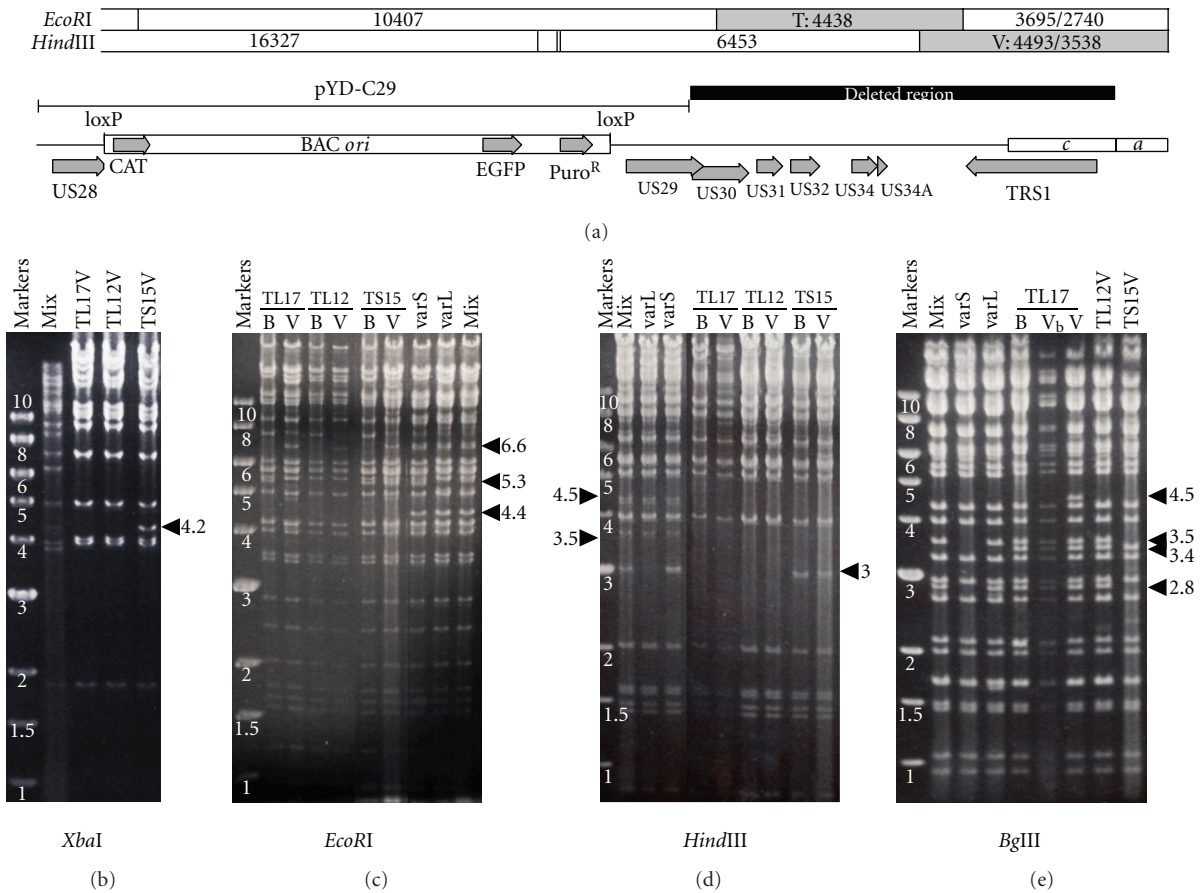 EcoRI 10407 T: 4438 3695/2740
HindIII 16327 6453 V: 4493/3538
pYD-C29 Deleted region
loxP loxP
BAC ori c a
CAT EGFP PuroR
US28 US29 US30 US31 US32 US34 US34A TRS1
(a)
Markers Mix TL17V TL12V TS15V
10
8
6
5
4.2
4
3
2
1.5
1
XbaI
(b)
Markers TL17 TL12 TS15 varS varL Mix
B V B V B V
10
8
6.6
6
5.3
5
4.4
4
3
2
1.5
1
EcoRI
(c)
Markers Mix varL varS TL17 TL12 TS15
B V B V B V
10
8
6
5
4.5
4
3.5
3
3
2
1.5
1
HindIII
(d)
Markers Mix varS varL TL17 TL12V TS15V
B Vb V
10
8
6
5
4.5
4
3.5
3.4
3
2.8
2
1.5
1
BgIII
(e)